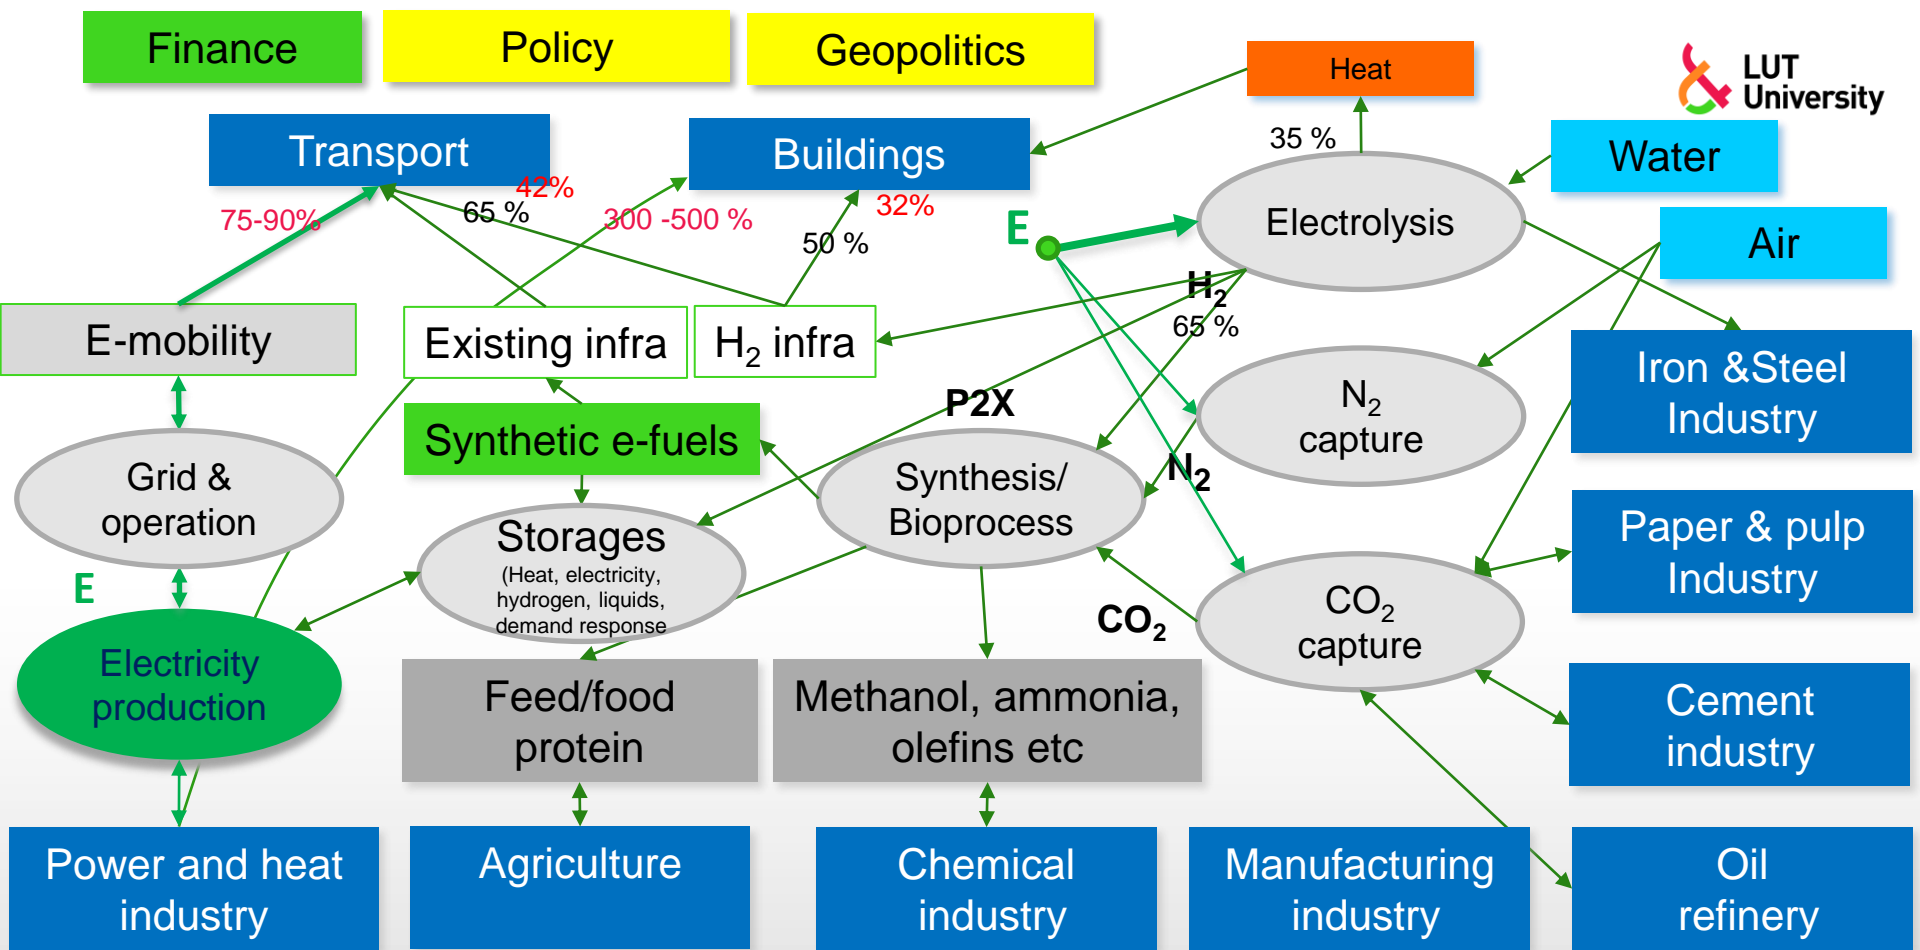 Finance
Policy
Geopolitics
Heat
LUT
University
Transport
Buildings
35 %
Water
42%
75-90%
65 %
300 -500 %
32%
50 %
E
Electrolysis
Air
H₂
65 %
E-mobility
Existing infra
H₂ infra
Iron &Steel
Industry
N₂
capture
P2X
Synthetic e-fuels
Grid &
operation
Synthesis/
Bioprocess
N₂
Storages
(Heat, electricity,
hydrogen, liquids,
demand response
Paper & pulp
Industry
E
CO₂
CO₂
capture
Electricity
production
Feed/food
protein
Methanol, ammonia,
olefins etc
Cement
industry
Power and heat
industry
Agriculture
Chemical
industry
Manufacturing
industry
Oil
refinery